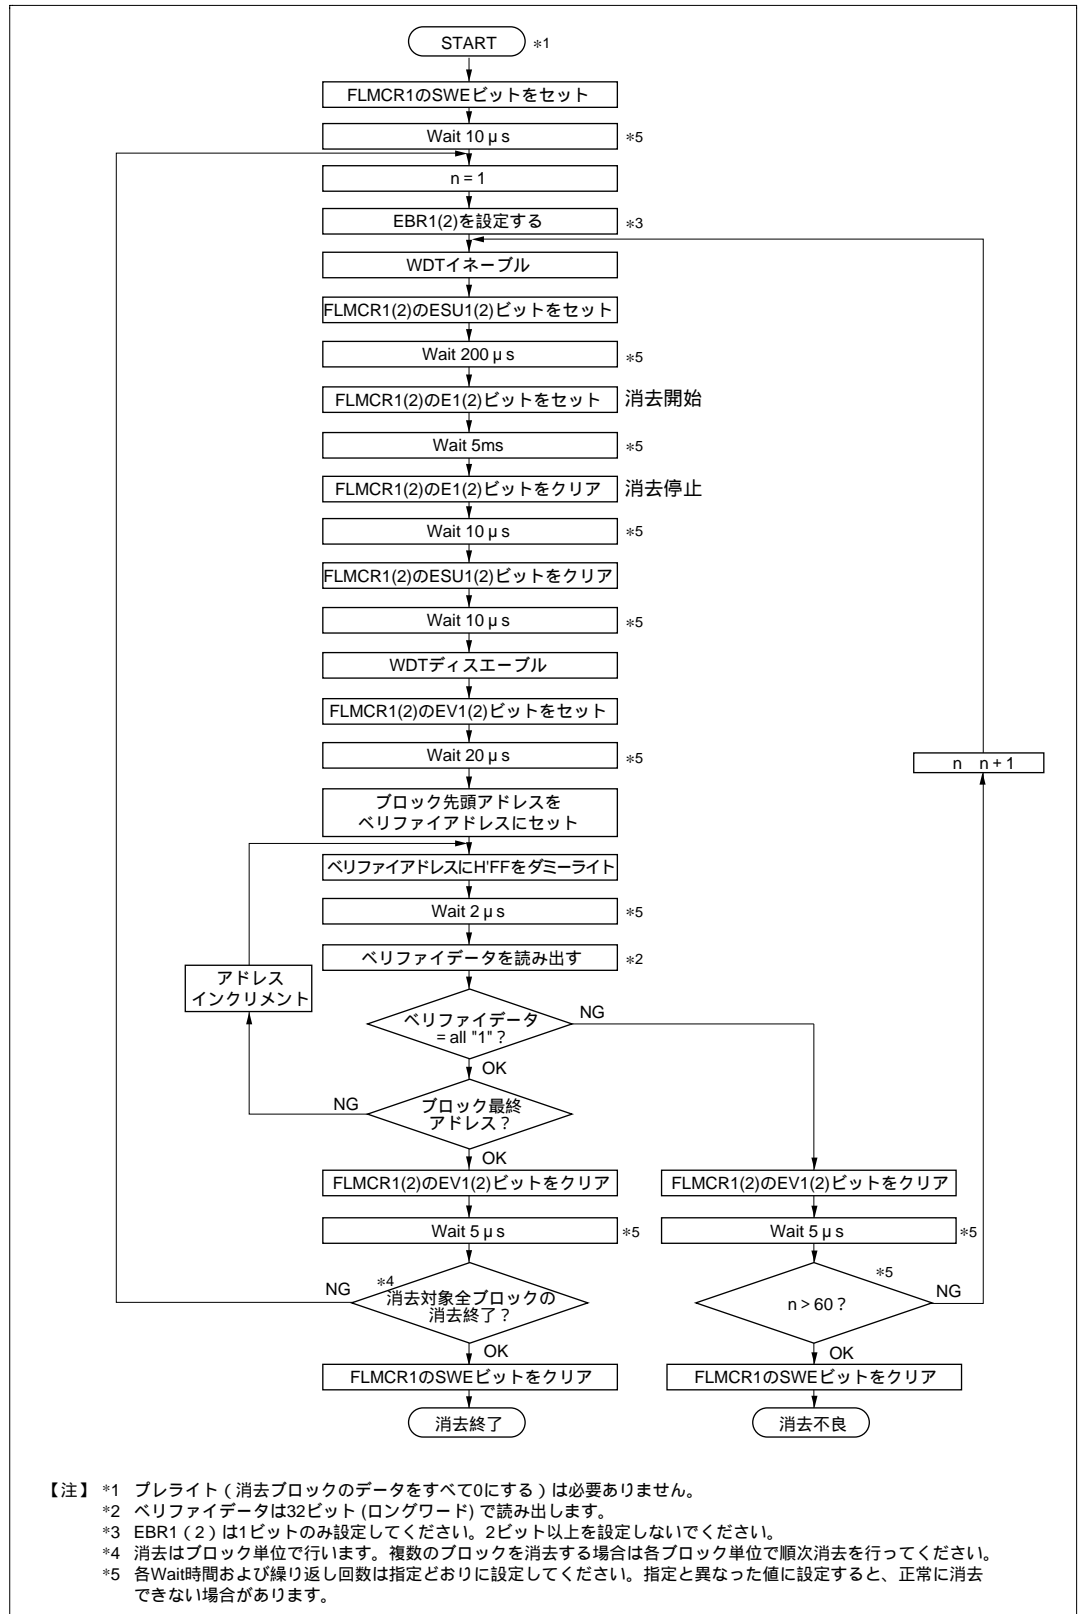 START *1
FLMCR1のSWEビットをセット
Wait 10 μ s *5
n = 1
EBR1(2)を設定する *3
WDTイネーブル
FLMCR1(2)のESU1(2)ビットをセット
Wait 200 μ s *5
FLMCR1(2)のE1(2)ビットをセット 消去開始
Wait 5ms *5
FLMCR1(2)のE1(2)ビットをクリア 消去停止
Wait 10 μ s *5
FLMCR1(2)のESU1(2)ビットをクリア
Wait 10 μ s *5
WDTディスエーブル
FLMCR1(2)のEV1(2)ビットをセット
Wait 20 μ s *5
n n + 1
ブロック先頭アドレスを
ベリファイアドレスにセット
ベリファイアドレスにH'FFをダミーライト
Wait 2 μ s *5
ベリファイデータを読み出す *2
アドレス
インクリメント
ベリファイデータ
= all "1" ?
NG
OK
NG
ブロック最終
アドレス ?
OK
FLMCR1(2)のEV1(2)ビットをクリア
FLMCR1(2)のEV1(2)ビットをクリア
Wait 5 μ s *5
Wait 5 μ s *5
NG
*4
消去対象全ブロックの
消去終了 ?
*5
n > 60 ?
NG
OK
OK
FLMCR1のSWEビットをクリア
FLMCR1のSWEビットをクリア
消去終了
消去不良
【注】 *1 プレライト ( 消去ブロックのデータをすべて0にする ) は必要ありません。
*2 ベリファイデータは32ビット (ロングワード) で読み出します。
*3 EBR1 ( 2 ) は1ビットのみ設定してください。2ビット以上を設定しないでください。
*4 消去はブロック単位で行います。複数のブロックを消去する場合は各ブロック単位で順次消去を行ってください。
*5 各Wait時間および繰り返し回数は指定どおりに設定してください。指定と異なった値に設定すると、正常に消去
できない場合があります。